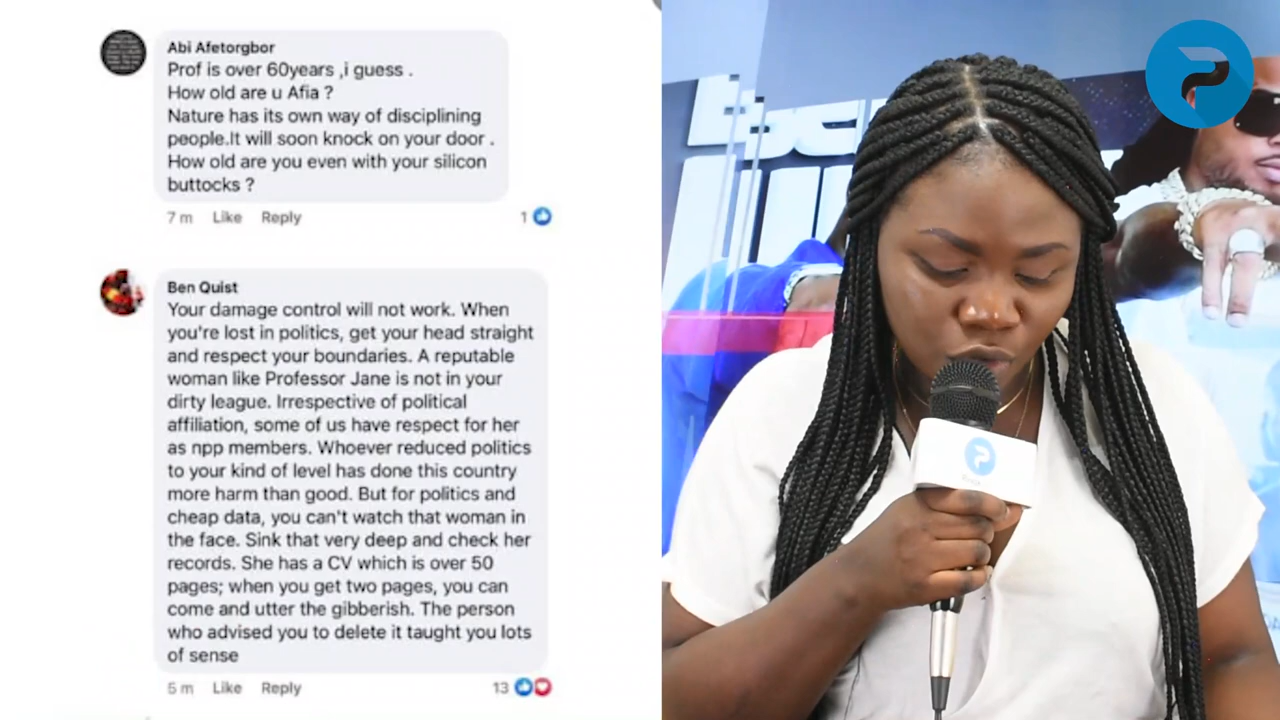 Abi Afetorgbor
Prof is over 60years ,i guess .
How old are u Afia ?
Nature has its own way of disciplining
people.It will soon knock on your door .
How old are you even with your silicon
buttocks ?
7 m Like Reply 1
Ben Quist
Your damage control will not work. When
you're lost in politics, get your head straight
and respect your boundaries. A reputable
woman like Professor Jane is not in your
dirty league. Irrespective of political
affiliation, some of us have respect for her
as npp members. Whoever reduced politics
to your kind of level has done this country
more harm than good. But for politics and
cheap data, you can't watch that woman in
the face. Sink that very deep and check her
records. She has a CV which is over 50
pages; when you get two pages, you can
come and utter the gibberish. The person
who advised you to delete it taught you lots
of sense
5 m Like Reply 13